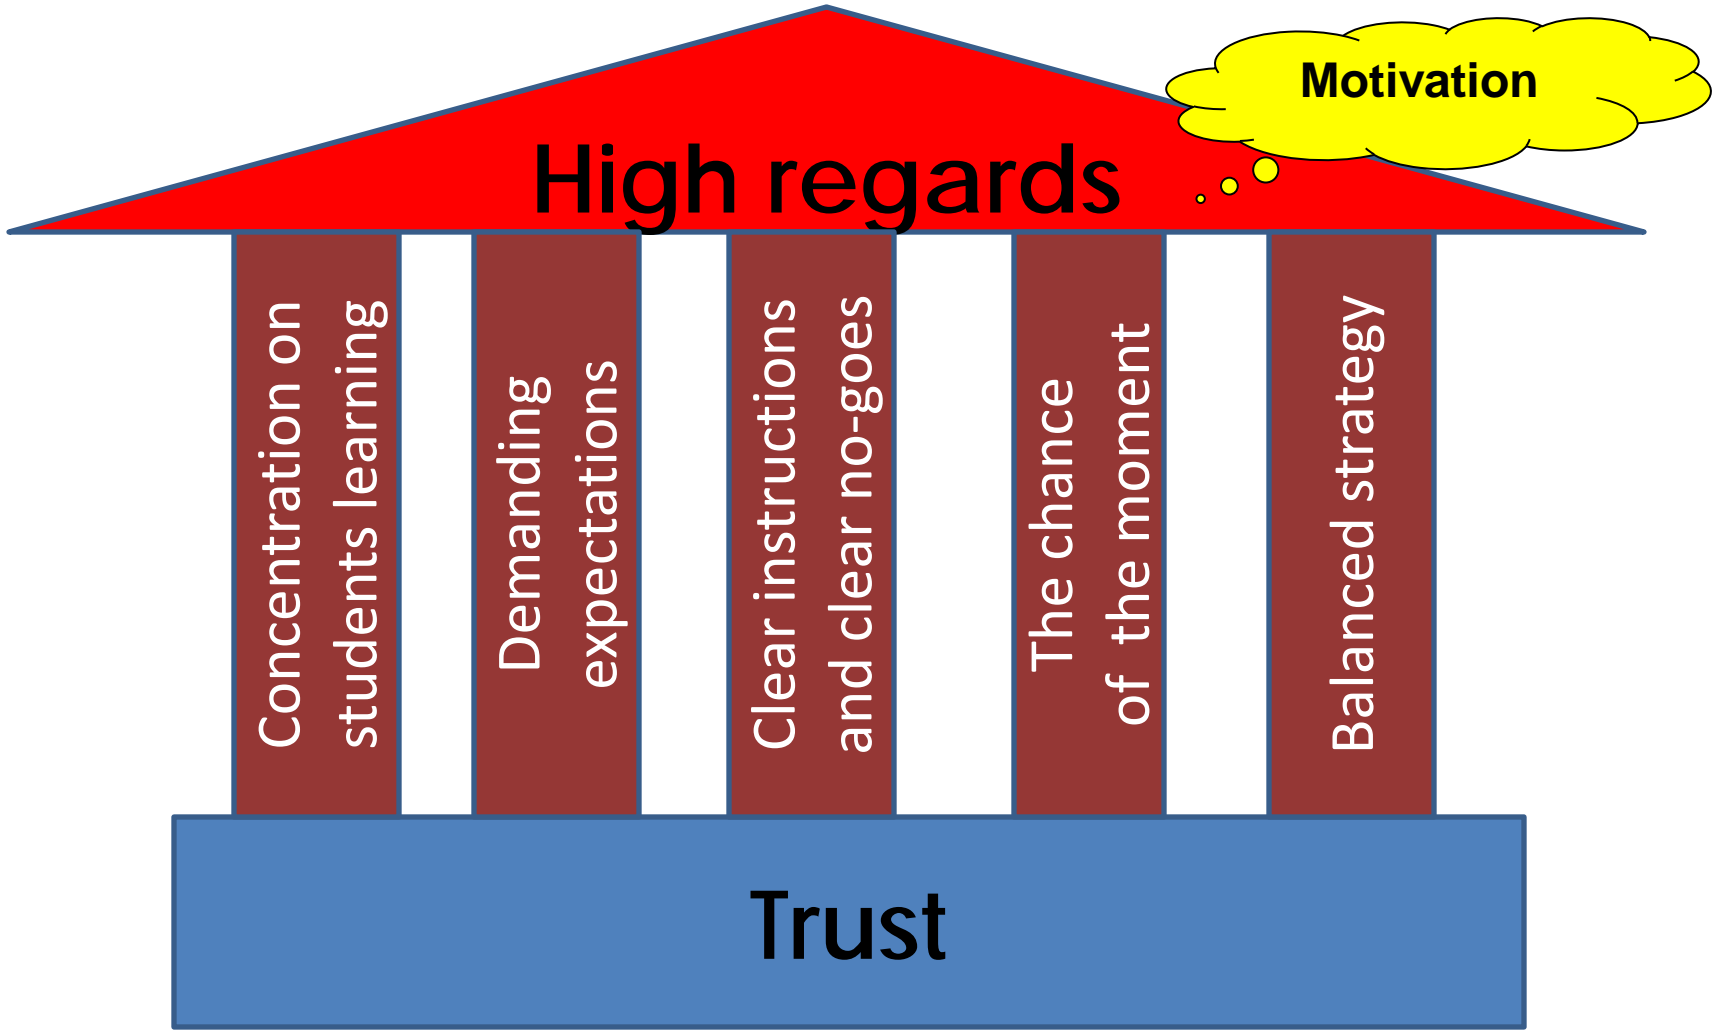 Motivation
High regards
Concentration on
students learning
Demanding
expectations
Clear instructions
and clear no-goes
The chance
of the moment
Balanced strategy
Trust